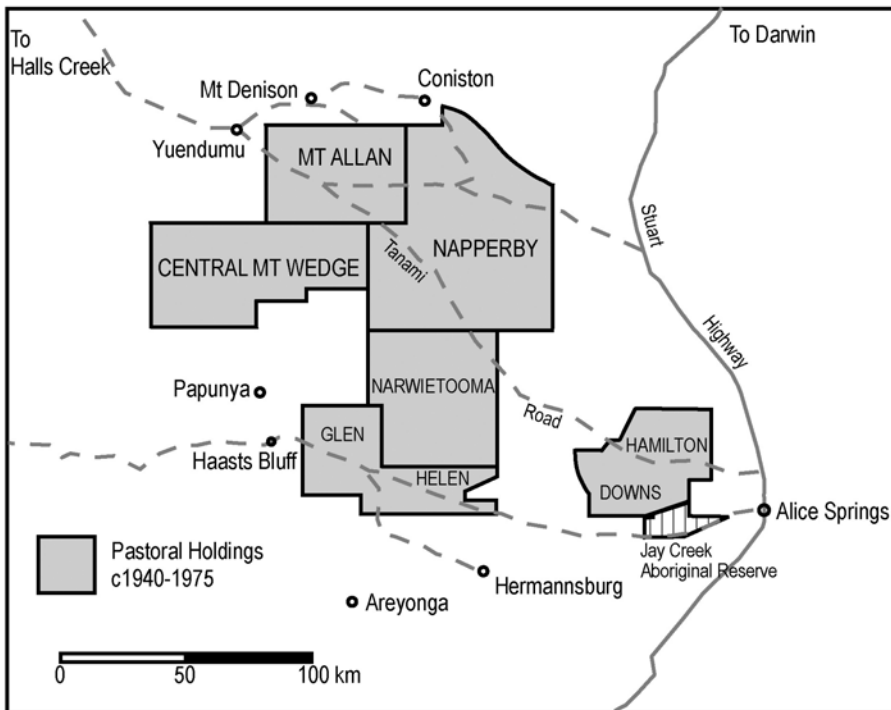 To
Halls Creek
To Darwin
Mt Denison
Coniston
Yuendumu
MT ALLAN
Stuart
NAPPERBY
Tanami
CENTRAL MT WEDGE
Highway
Papunya
NARWIETOOMA
Road
GLEN
HAMILTON
Haasts Bluff
HELEN
DOWNS
Alice Springs
Jay Creek
Aboriginal Reserve
Pastoral Holdings
c1940-1975
Hermannsburg
Areyonga
0 50 100 km